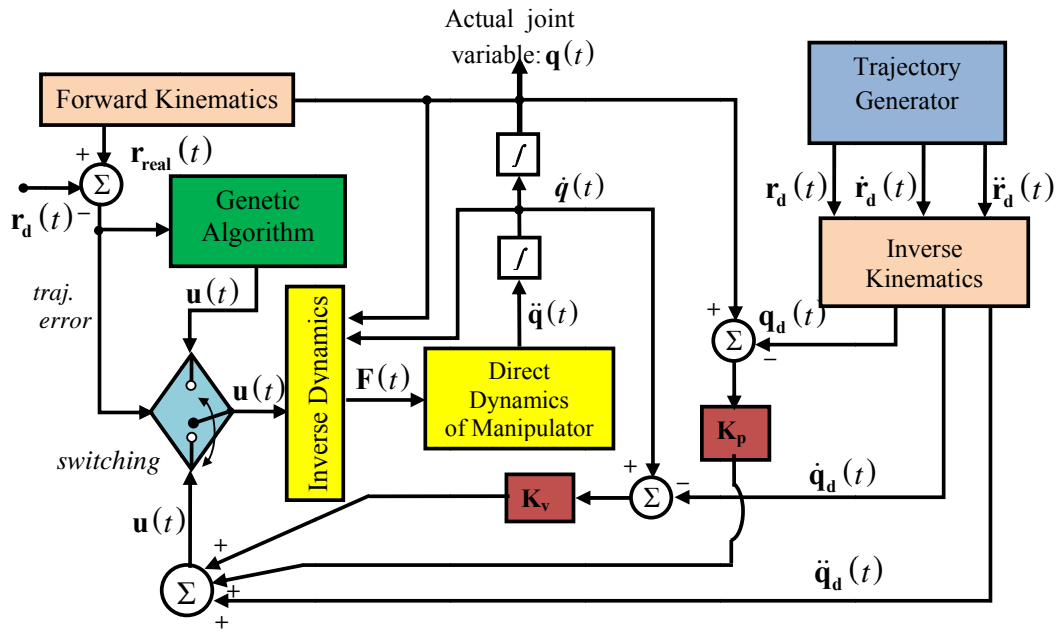 Actual joint
variable: q(t)
Forward Kinematics
Trajectory
Generator
+
r_real(t)
Σ
r_d(t)
−
∫
q̇(t)
r_d(t)
ṙ_d(t)
r̈_d(t)
Genetic
Algorithm
Inverse
Kinematics
∫
traj.
error
u(t)
q̈(t)
+
q_d(t)
Σ
−
Inverse Dynamics
F(t)
Direct
Dynamics
of Manipulator
u(t)
K_p
switching
+
−
q̇_d(t)
K_v
Σ
u(t)
+
q̈_d(t)
Σ
+
+